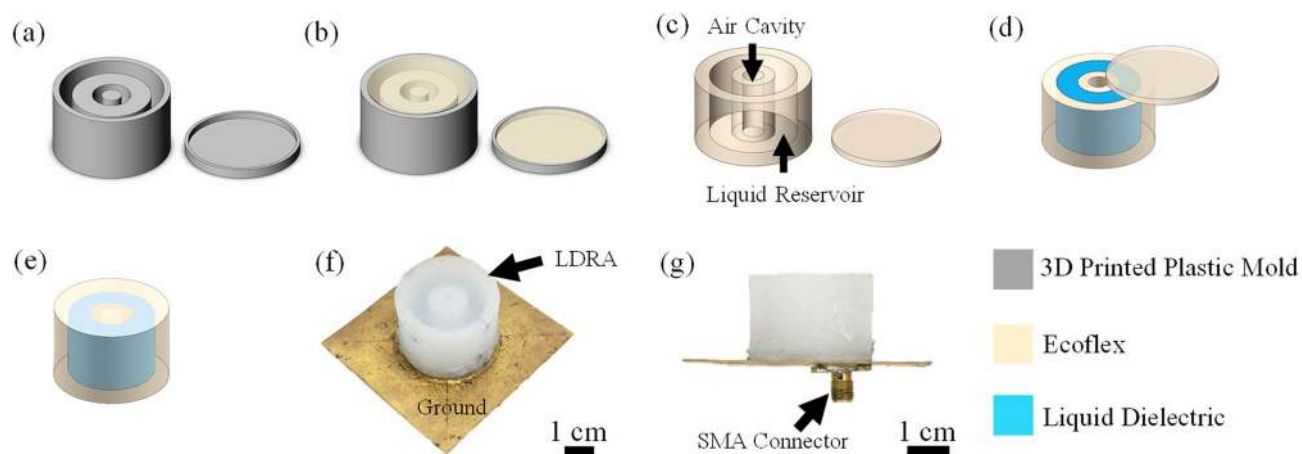 (a)
(b)
(c)
Air Cavity
Liquid Reservoir
(d)
(e)
(f)
LDRA
Ground
1 cm
(g)
SMA Connector
1 cm
3D Printed Plastic Mold
Ecoflex
Liquid Dielectric